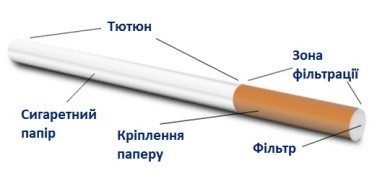 Тютюн
Зона
фільтрації
Сигаретний
папір
Кріплення
паперу
Фільтр